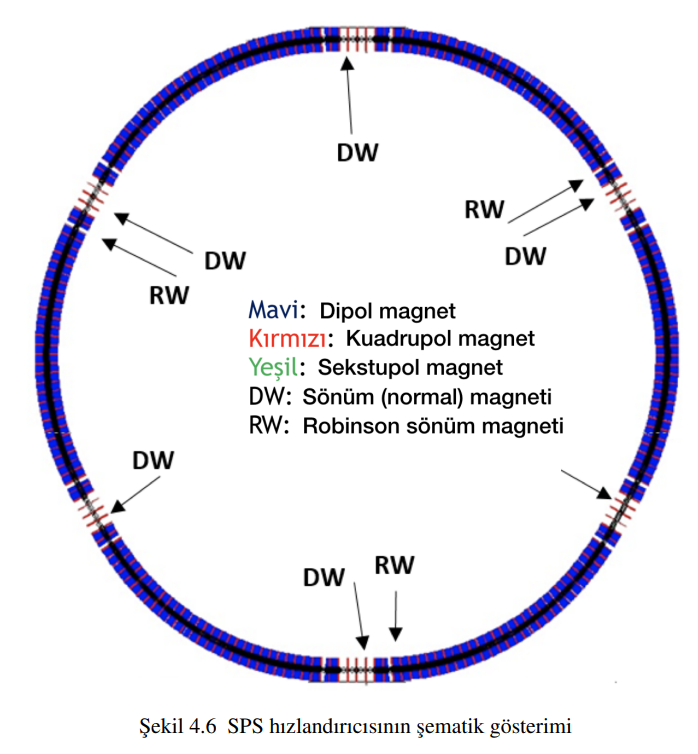 DW
RW
DW
DW
RW
Mavi: Dipol magnet
Kırmızı: Kuadrupol magnet
Yeşil: Sekstupol magnet
DW: Sönüm (normal) magneti
RW: Robinson sönüm magneti
DW
DW
RW
Şekil 4.6 SPS hızlandırıcısının şematik gösterimi